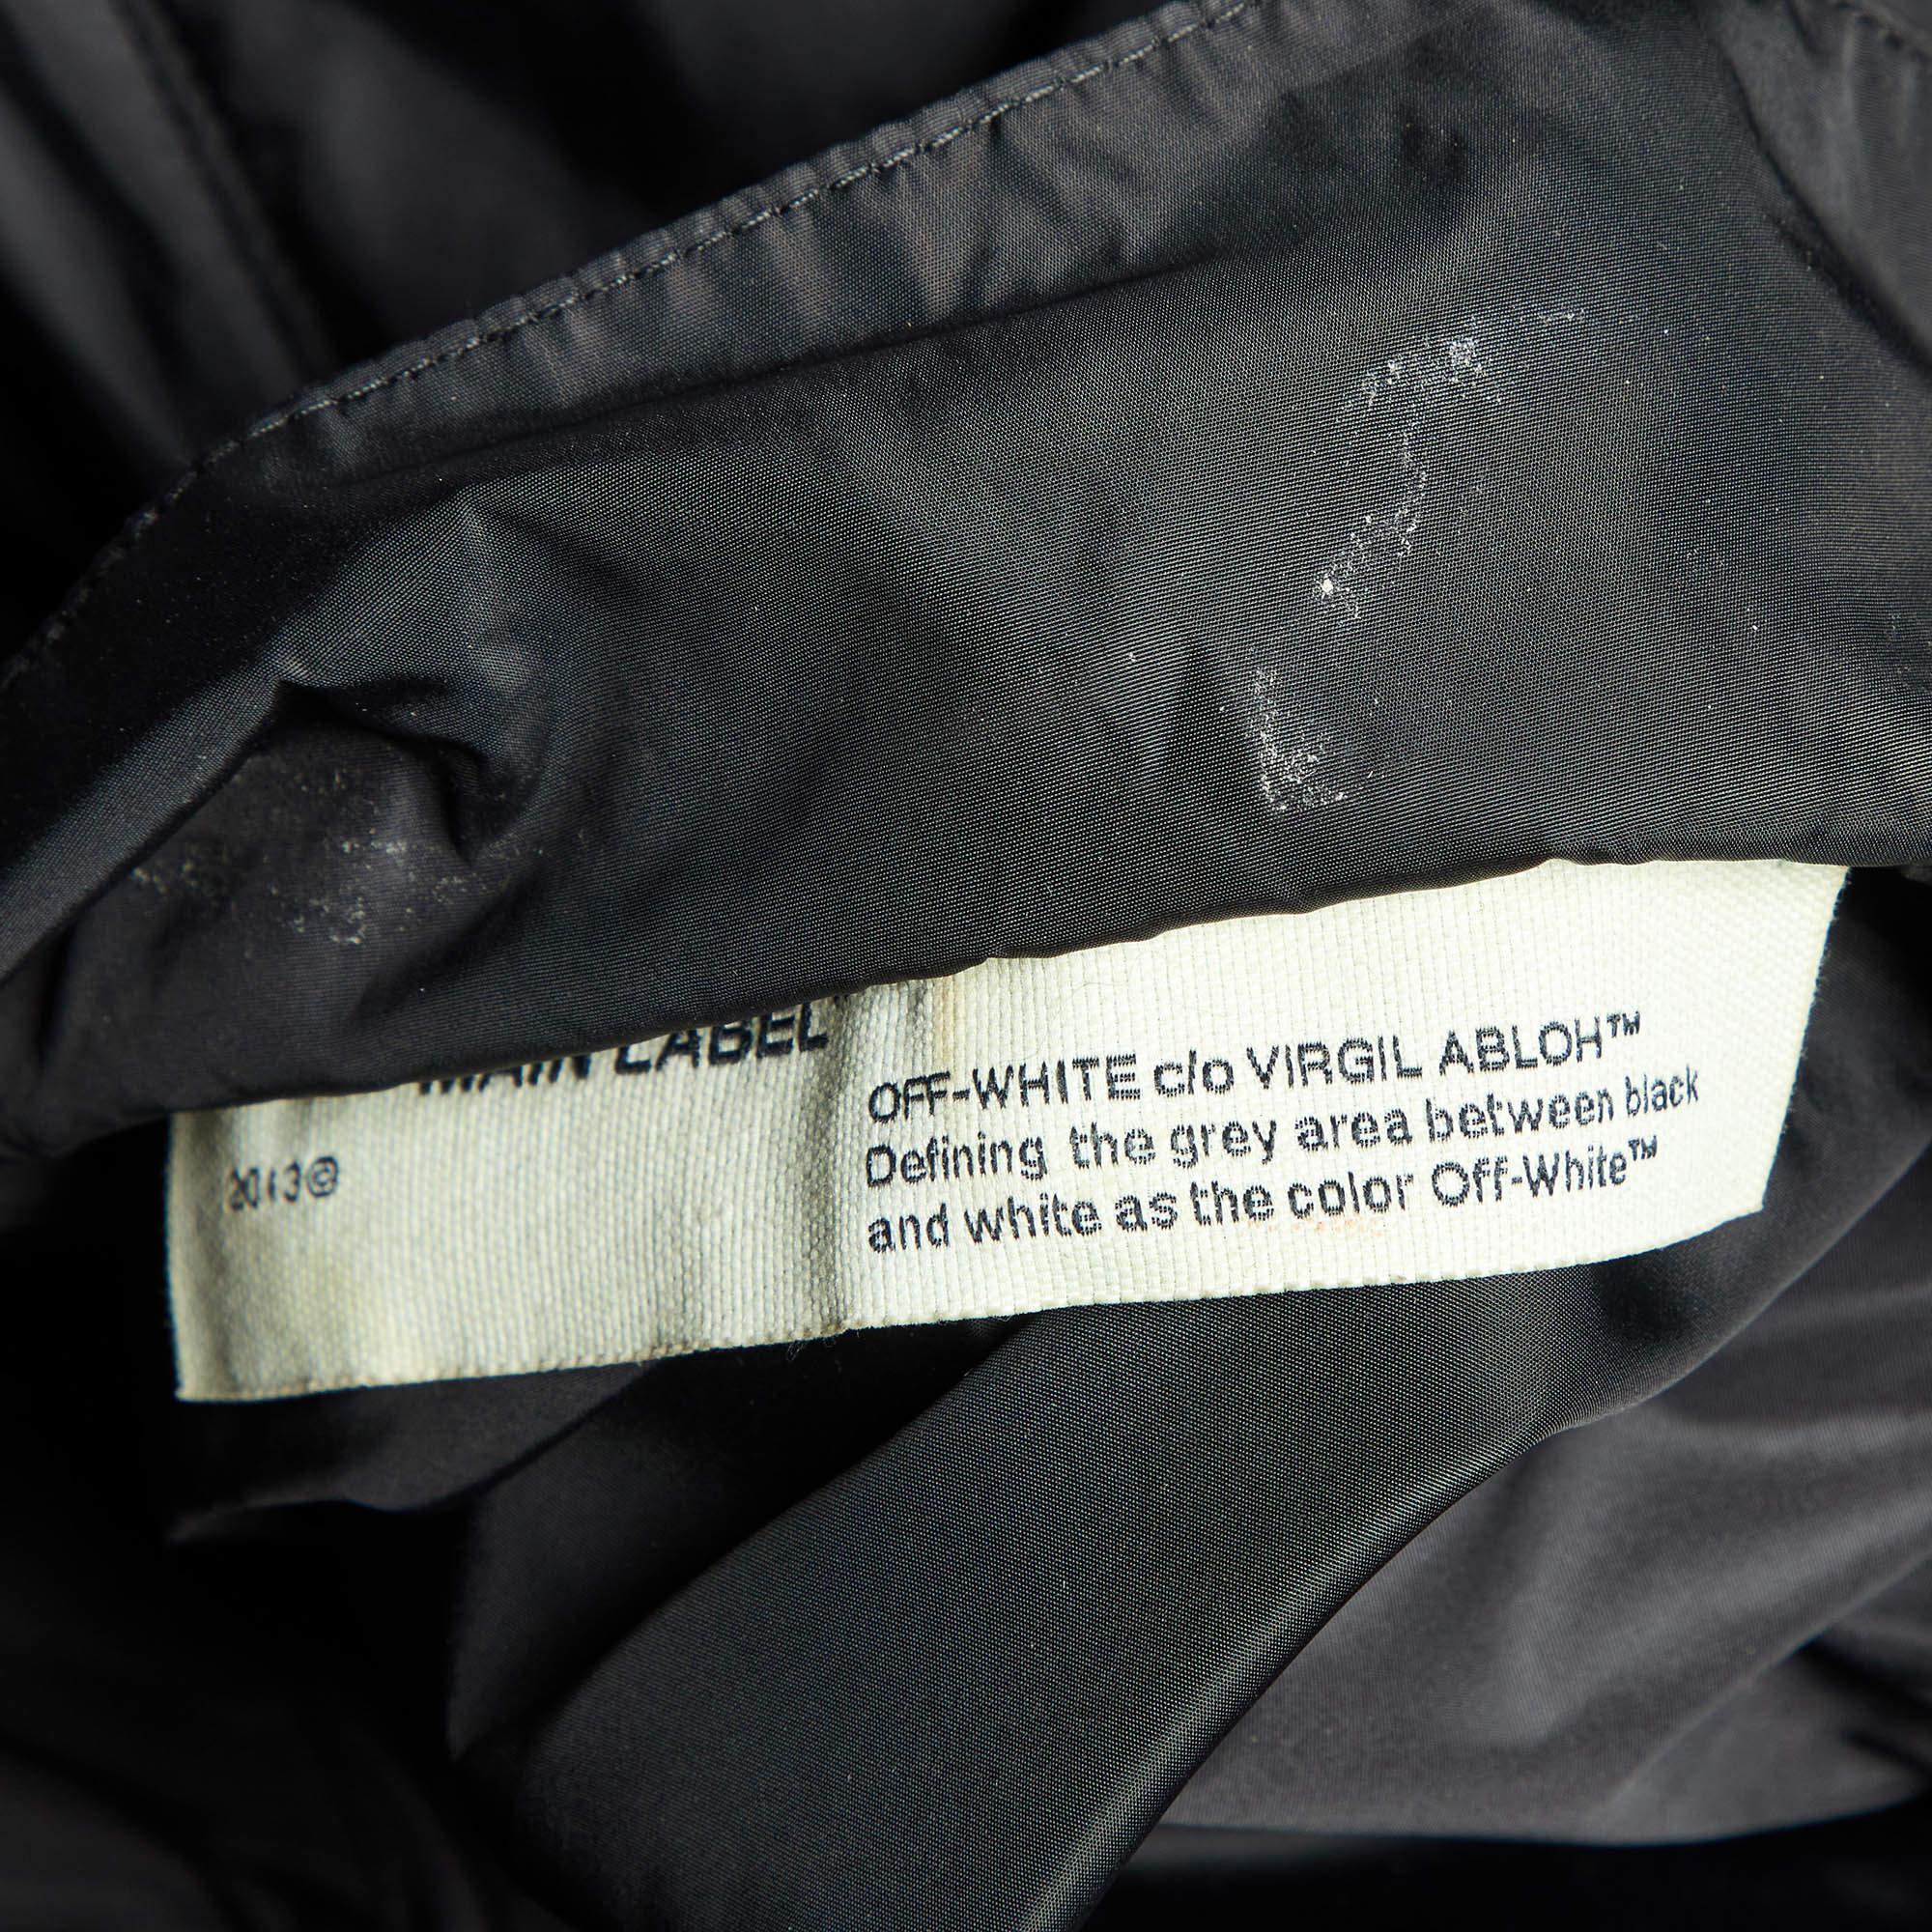 MAIN LABEL
2013©
OFF-WHITE c/o VIRGIL ABLOH™
Defining the grey area between black
and white as the color Off-White™